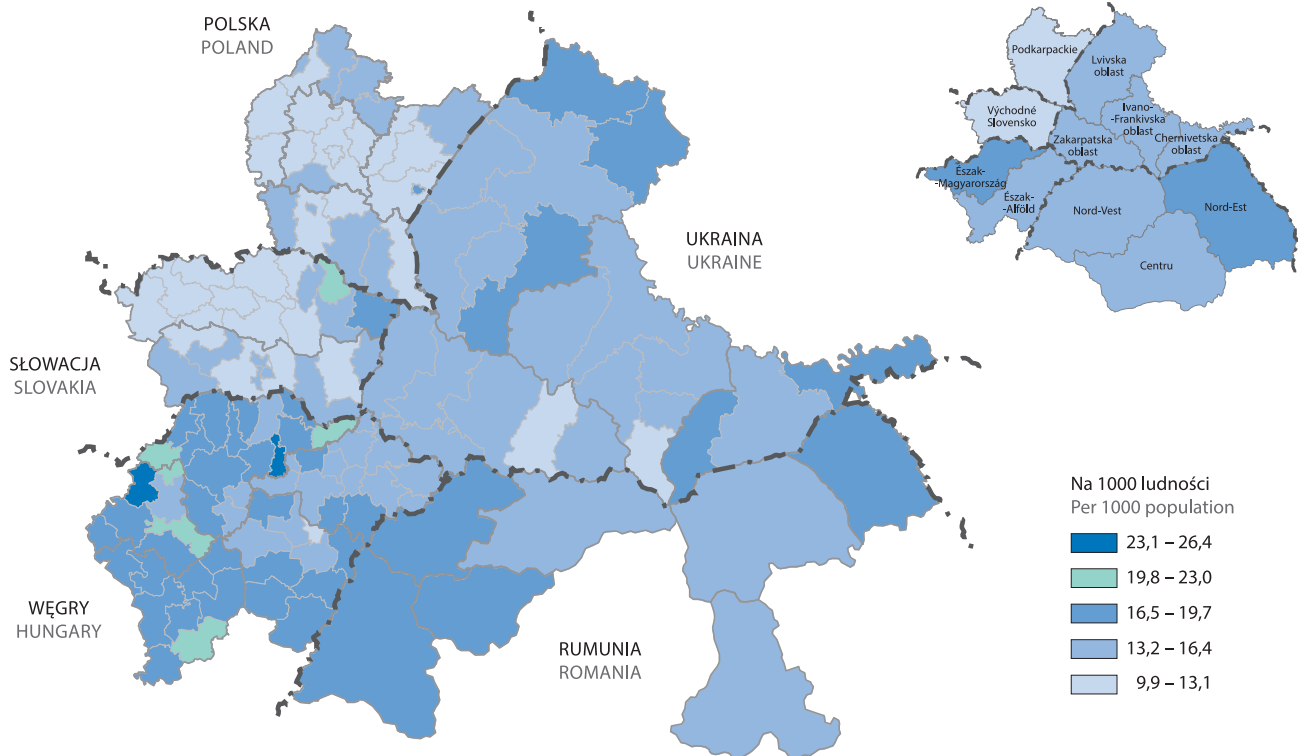 POLSKA
POLAND
UKRAINA
UKRAINE
SŁOWACJA
SLOVAKIA
WĘGRY
HUNGARY
RUMUNIA
ROMANIA
Podkarpackie
Lvivska
oblast
Východné
Slovensko
Ivano-
-Frankivska
oblast
Zakarpatska
oblast
Chernivetska
oblast
Észak-
-Magyarország
Észak-
-Alföld
Nord-Vest
Nord-Est
Centru
Na 1000 ludności
Per 1000 population
23,1 – 26,4
19,8 – 23,0
16,5 – 19,7
13,2 – 16,4
9,9 – 13,1